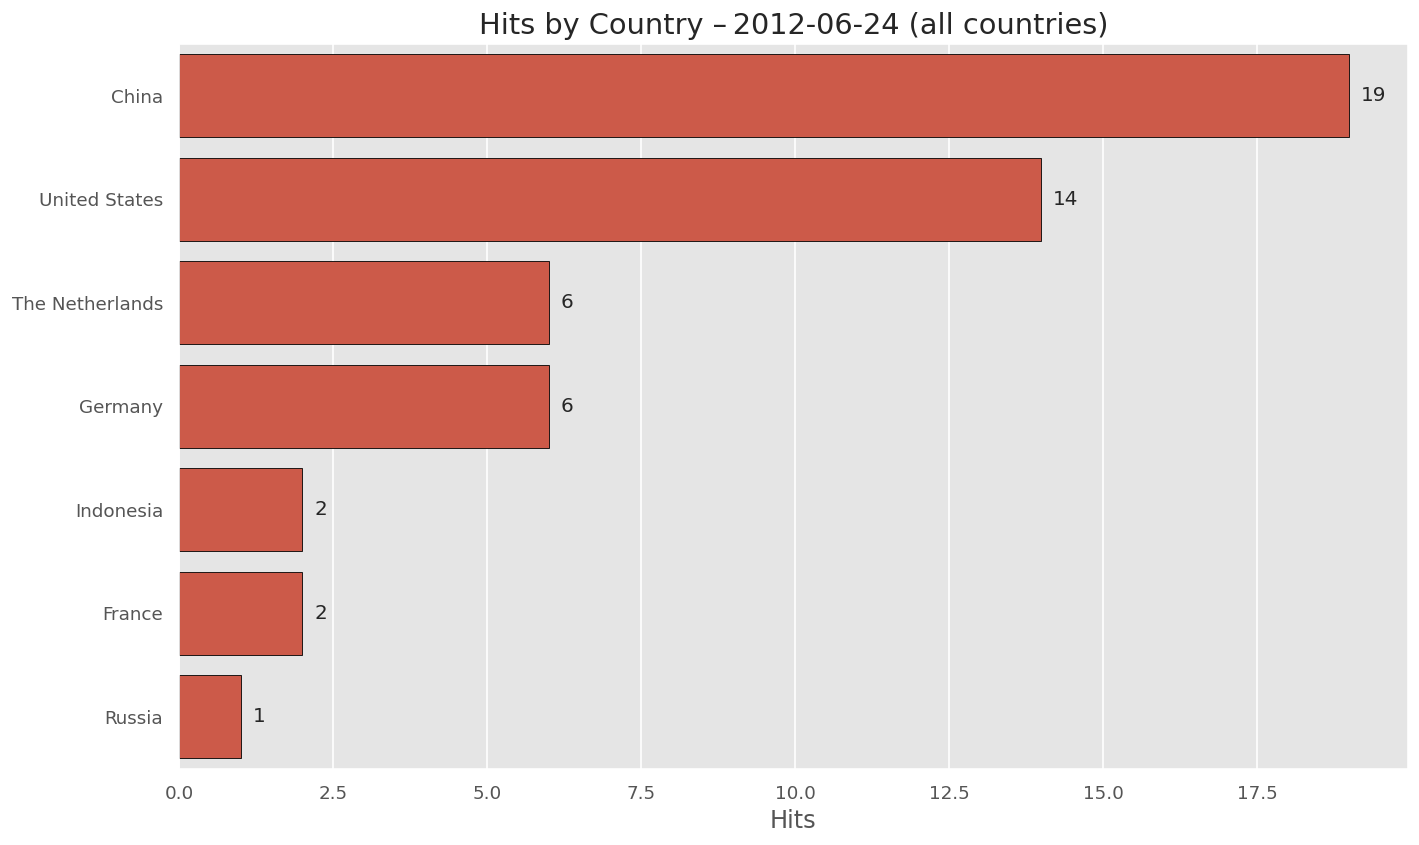 Hits by Country – 2012-06-24 (all countries)
China
19
United States
14
The Netherlands
6
Germany
6
Indonesia
2
France
2
Russia
1
0.0 2.5 5.0 7.5 10.0 12.5 15.0 17.5
Hits